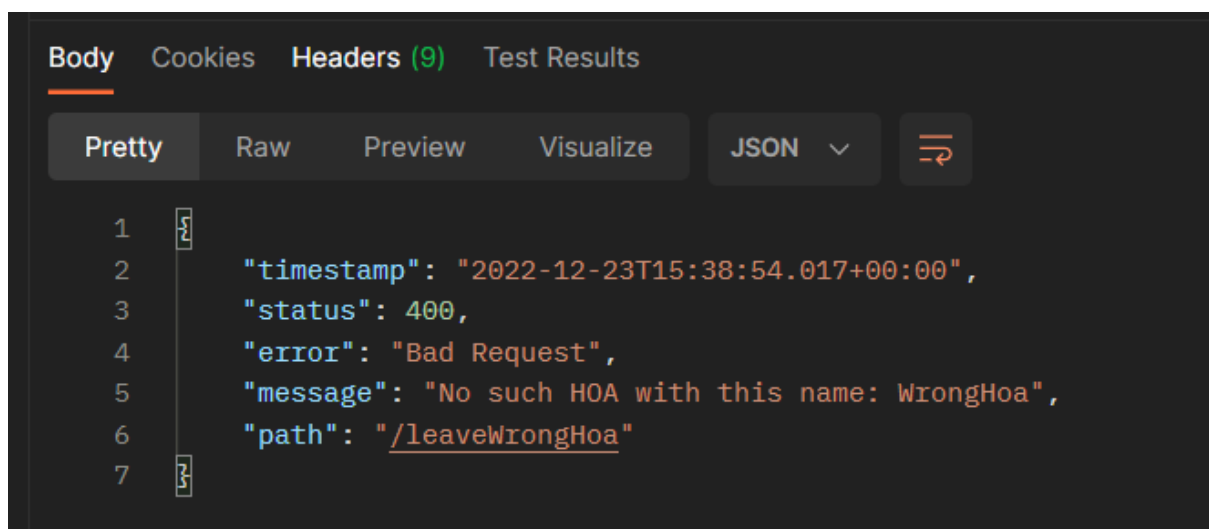 Body Cookies Headers (9) Test Results
Pretty Raw Preview Visualize JSON
1 {
2 "timestamp": "2022-12-23T15:38:54.017+00:00",
3 "status": 400,
4 "error": "Bad Request",
5 "message": "No such HOA with this name: WrongHoa",
6 "path": "/leaveWrongHoa"
7 }